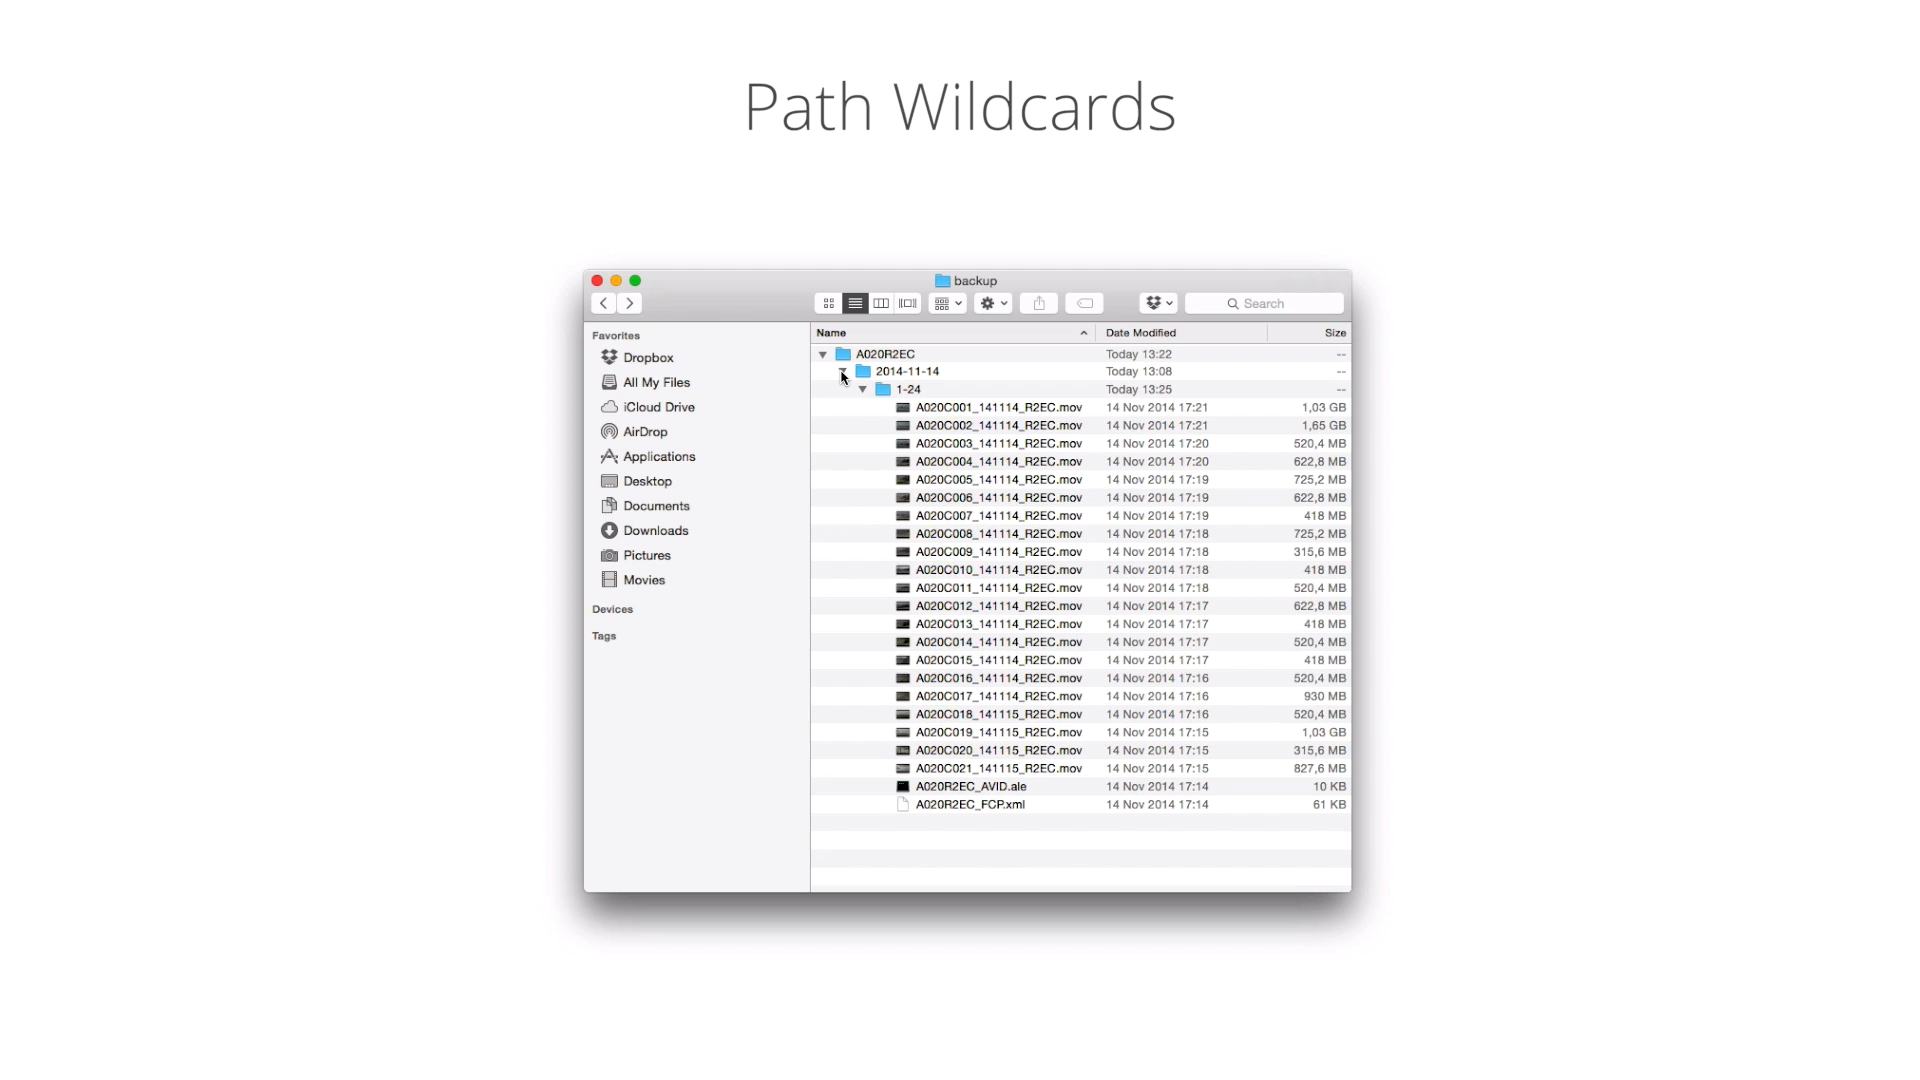 Path Wildcards
backup
Search
Favorites
Dropbox
All My Files
iCloud Drive
AirDrop
Applications
Desktop
Documents
Downloads
Pictures
Movies
Devices
Tags
Name Date Modified Size
A020R2EC Today 13:22 --
2014-11-14 Today 13:08 --
1-24 Today 13:25 --
A020C001_141114_R2EC.mov 14 Nov 2014 17:21 1,03 GB
A020C002_141114_R2EC.mov 14 Nov 2014 17:21 1,65 GB
A020C003_141114_R2EC.mov 14 Nov 2014 17:20 520,4 MB
A020C004_141114_R2EC.mov 14 Nov 2014 17:20 622,8 MB
A020C005_141114_R2EC.mov 14 Nov 2014 17:19 725,2 MB
A020C006_141114_R2EC.mov 14 Nov 2014 17:19 622,8 MB
A020C007_141114_R2EC.mov 14 Nov 2014 17:19 418 MB
A020C008_141114_R2EC.mov 14 Nov 2014 17:18 725,2 MB
A020C009_141114_R2EC.mov 14 Nov 2014 17:18 315,6 MB
A020C010_141114_R2EC.mov 14 Nov 2014 17:18 418 MB
A020C011_141114_R2EC.mov 14 Nov 2014 17:18 520,4 MB
A020C012_141114_R2EC.mov 14 Nov 2014 17:17 622,8 MB
A020C013_141114_R2EC.mov 14 Nov 2014 17:17 418 MB
A020C014_141114_R2EC.mov 14 Nov 2014 17:17 520,4 MB
A020C015_141114_R2EC.mov 14 Nov 2014 17:17 418 MB
A020C016_141114_R2EC.mov 14 Nov 2014 17:16 520,4 MB
A020C017_141114_R2EC.mov 14 Nov 2014 17:16 930 MB
A020C018_141115_R2EC.mov 14 Nov 2014 17:16 520,4 MB
A020C019_141115_R2EC.mov 14 Nov 2014 17:15 1,03 GB
A020C020_141115_R2EC.mov 14 Nov 2014 17:15 315,6 MB
A020C021_141115_R2EC.mov 14 Nov 2014 17:15 827,6 MB
A020R2EC_AVID.ale 14 Nov 2014 17:14 10 KB
A020R2EC_FCP.xml 14 Nov 2014 17:14 61 KB